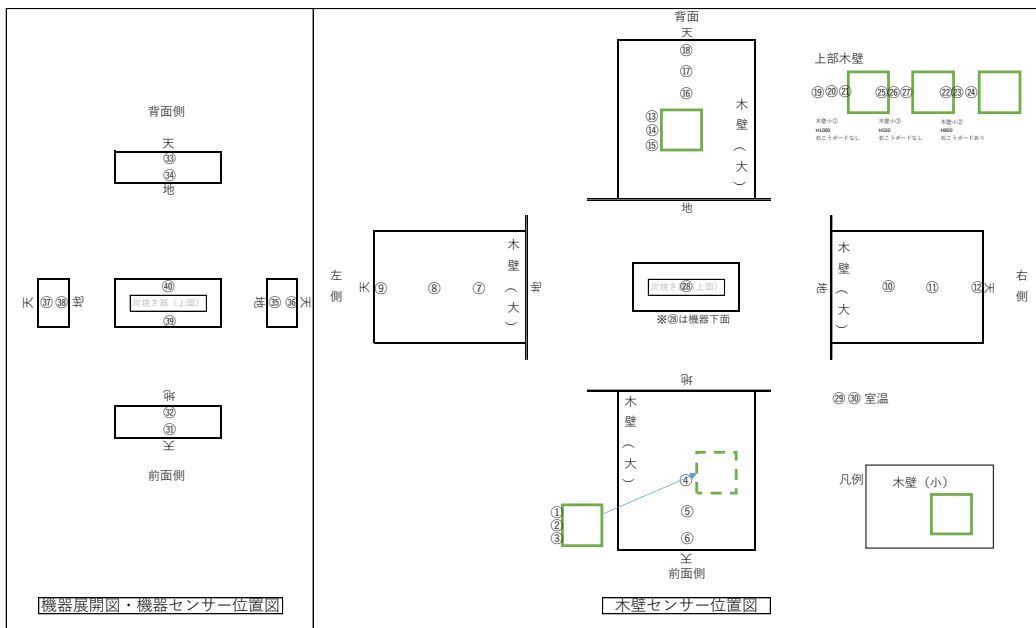 背面側
天
㉝
㉞
地
天
㊲
㊳
地
㊵
炭焼き器（上面）
㊴
地
㉟
㊱
天
地
㉜
㉛
天
前面側
機器展開図・機器センサー位置図
背面
天
⑱
⑰
⑯
⑬
⑭
⑮
木壁（大）
地
上部木壁
⑲⑳㉑
㉕㉖㉗
㉒㉓㉔
木壁小①
H1000
石こうボードなし
木壁小③
H500
石こうボードなし
木壁小②
H800
石こうボードあり
左側
天
⑨
⑧
⑦
木壁（大）
地
炭焼き器（上面）
㉘
※㉘は機器下面
地
木壁（大）
⑩
⑪
⑫
天
右側
㉙㉚室温
地
木壁（大）
④
⑤
⑥
①
②
③
天
前面側
凡例
木壁（小）
木壁センサー位置図